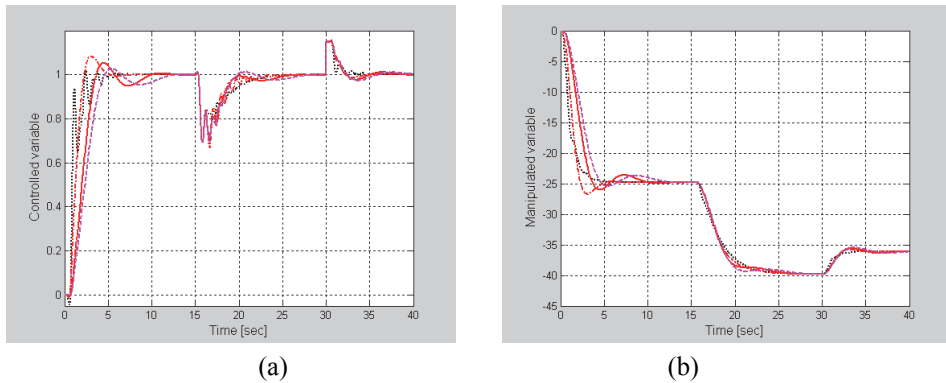 Controlled variable
1
0.8
0.6
0.4
0.2
0
0 5 10 15 20 25 30 35 40
Time [sec]
(a)
Manipulated variable
0
-5
-10
-15
-20
-25
-30
-35
-40
-45
0 5 10 15 20 25 30 35 40
Time [sec]
(b)